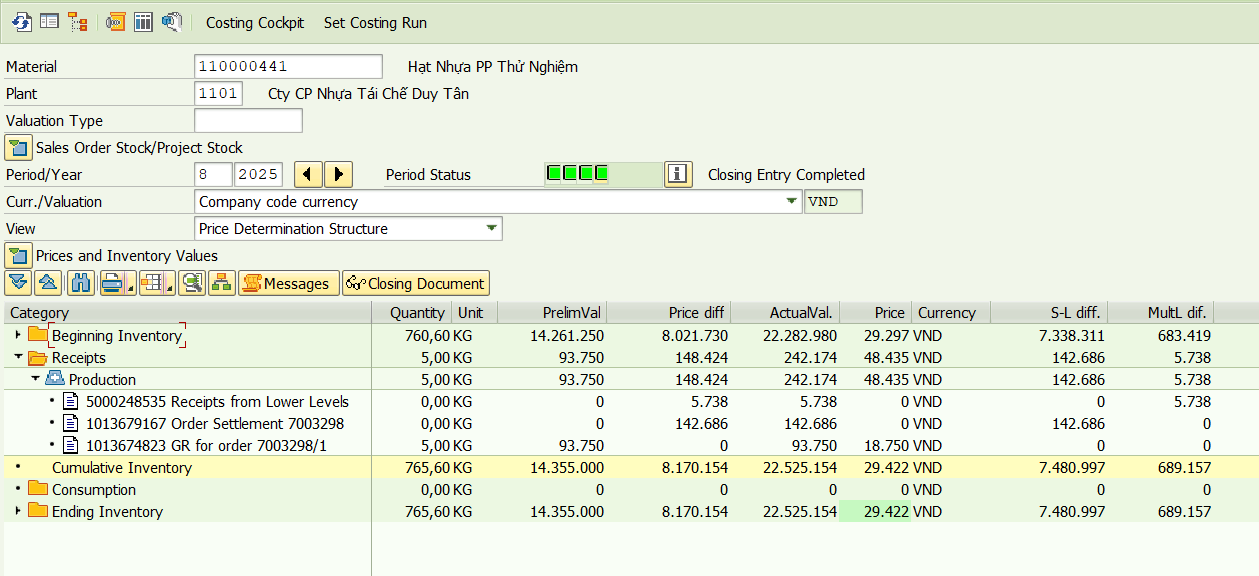 Costing Cockpit Set Costing Run
Material 110000441 Hạt Nhựa PP Thử Nghiệm
Plant 1101 Cty CP Nhựa Tái Chế Duy Tân
Valuation Type
Sales Order Stock/Project Stock
Period/Year 8 2025 Period Status Closing Entry Completed
Curr./Valuation Company code currency VND
View Price Determination Structure
Prices and Inventory Values
Messages Closing Document
Category Quantity Unit PrelimVal Price diff ActualVal. Price Currency S-L diff. MultL dif.
Beginning Inventory 760,60 KG 14.261.250 8.021.730 22.282.980 29.297 VND 7.338.311 683.419
Receipts 5,00 KG 93.750 148.424 242.174 48.435 VND 142.686 5.738
Production 5,00 KG 93.750 148.424 242.174 48.435 VND 142.686 5.738
5000248535 Receipts from Lower Levels 0,00 KG 0 5.738 5.738 0 VND 0 5.738
1013679167 Order Settlement 7003298 0,00 KG 0 142.686 142.686 0 VND 142.686 0
1013674823 GR for order 7003298/1 5,00 KG 93.750 0 93.750 18.750 VND 0 0
Cumulative Inventory 765,60 KG 14.355.000 8.170.154 22.525.154 29.422 VND 7.480.997 689.157
Consumption 0,00 KG 0 0 0 0 VND 0 0
Ending Inventory 765,60 KG 14.355.000 8.170.154 22.525.154 29.422 VND 7.480.997 689.157